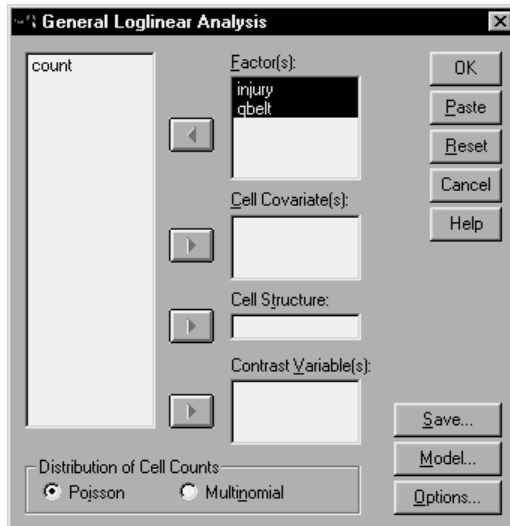 General Loglinear Analysis
count
Factor(s):
injury
qbelt
Cell Covariate(s):
Cell Structure:
Contrast Variable(s):
OK
Paste
Reset
Cancel
Help
Save...
Model...
Options...
Distribution of Cell Counts
Poisson
Multinomial